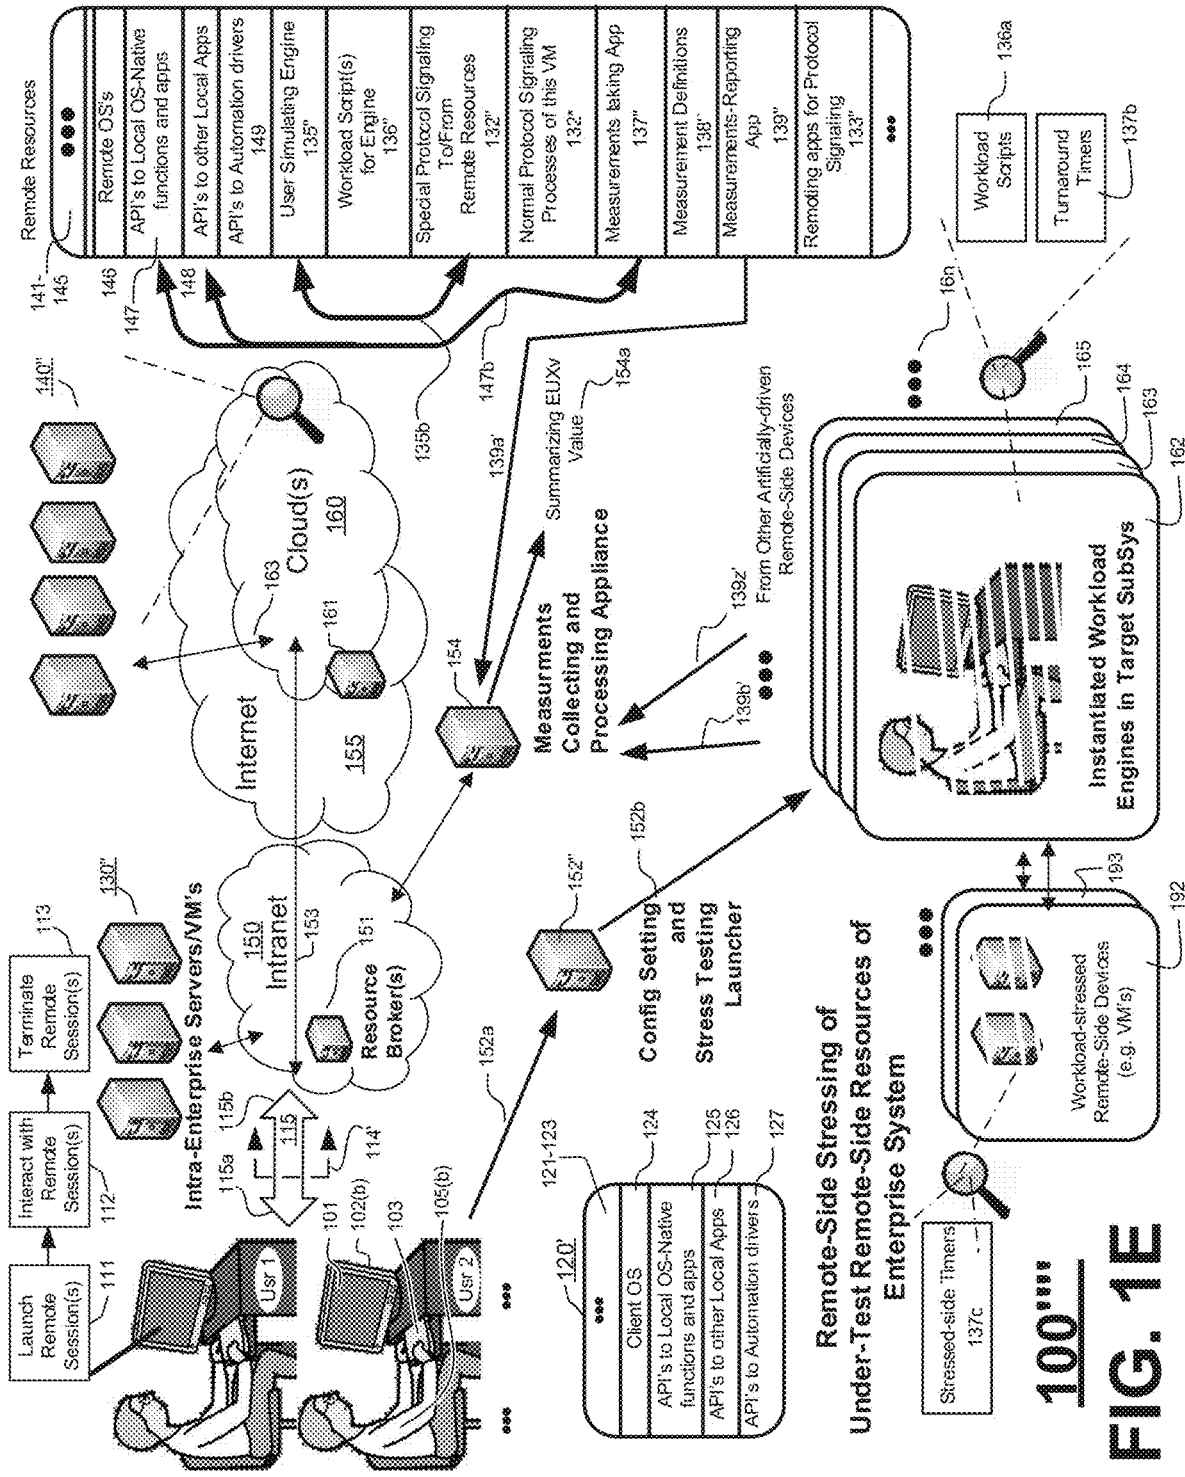 Launch
Remote
Session(s)
111
Interact with
Remote
Session(s)
112
Terminate
Remote
Session(s)
113
Usr 1
Usr 2
101
102(b)
103
105(b)
114'
115
115a
115b
130"
Intra-Enterprise Servers/VM's
150
Intranet
153
151
Resource
Broker(s)
Internet
155
Cloud(s)
160
161
163
140"
Remote Resources
141-
145
Remote OS's
146
API's to Local OS-Native
functions and apps
147
API's to other Local Apps
148
API's to Automation drivers
149
User Simulating Engine
135"
Workload Script(s)
for Engine
136"
Special Protocol Signaling
To/From
Remote Resources
132'
Normal Protocol Signaling
Processes of this VM
132"
Measurements taking App
137"
Measurement Definitions
138"
Measurements-Reporting
App
139"
Remoting apps for Protocol
Signaling
133"
135b
147b
139a'
154
Summarizing EUXv
Value
154a
Measurments
Collecting and
Processing Appliance
139z'
139b'
From Other Artificially-driven
Remote-Side Devices
152a
152"
152b
Config Setting
and
Stress Testing
Launcher
120'
121-123
Client OS
124
API's to Local OS-Native
functions and apps
125
API's to other Local Apps
126
API's to Automation drivers
127
Remote-Side Stressing of
Under-Test Remote-Side Resources of
Enterprise System
Stressed-side Timers
137c
Workload-stressed
Remote-Side Devices
(e.g. VM's)
192
193
Instantiated Workload
Engines in Target SubSys
162
163
164
165
16n
Workload
Scripts
136a
Turnaround
Timers
137b
100""'
FIG. 1E